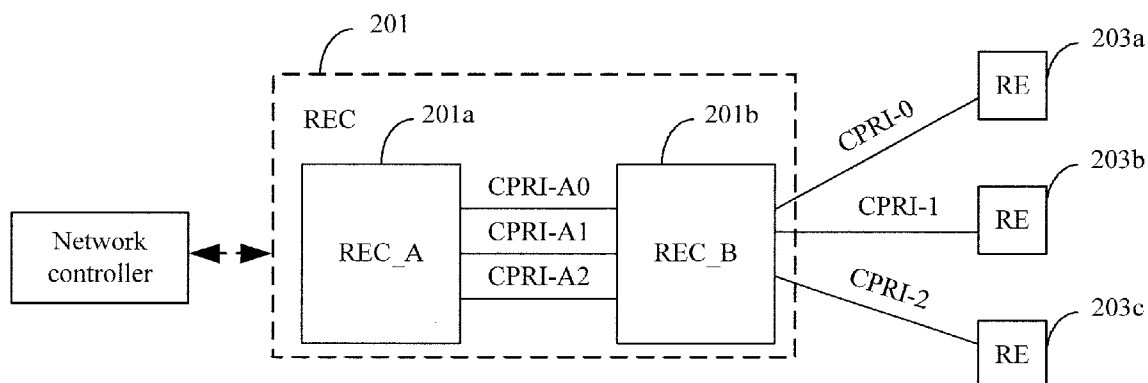 201
203a
RE
REC
201a
201b
CPRI-0
203b
CPRI-A0
CPRI-1
RE
Network
controller
CPRI-A1
REC_A
REC_B
CPRI-A2
CPRI-2
203c
RE